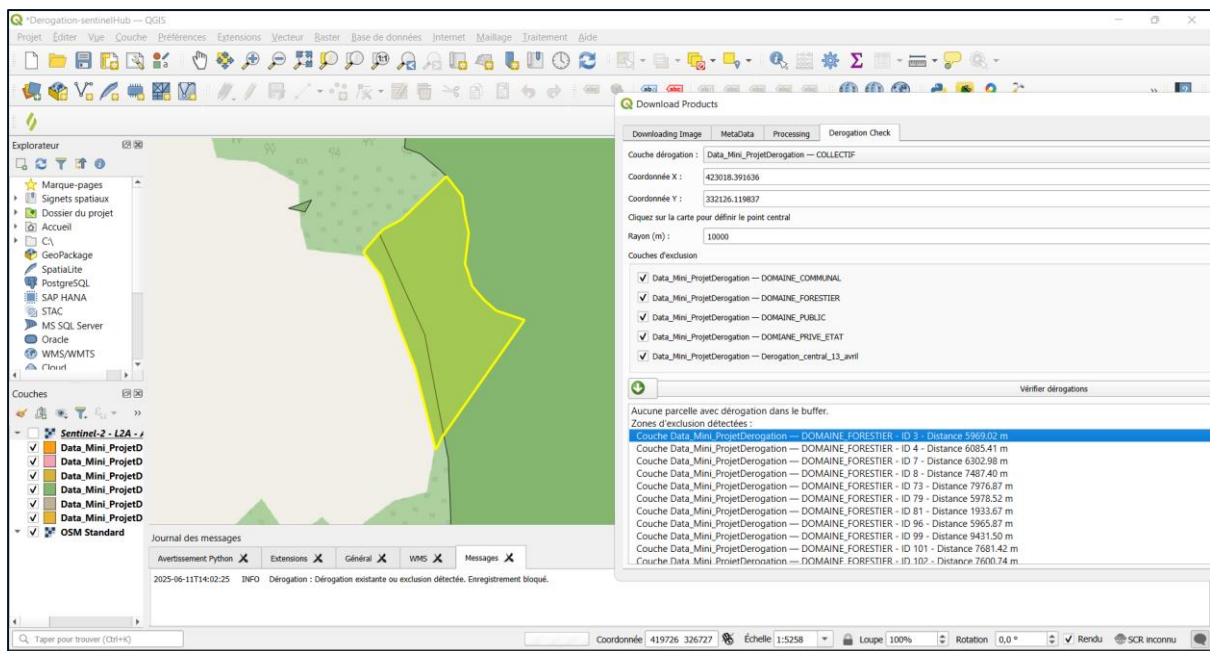 *Derogation-sentinelHub — QGIS
Projet Éditer Vue Couche Préférences Extensions Vecteur Raster Base de données Internet Maillage Traitement Aide
Explorateur
Marque-pages
Signets spatiaux
Dossier du projet
Accueil
C:\
GeoPackage
SpatiaLite
PostgreSQL
SAP HANA
STAC
MS SQL Server
Oracle
WMS/WMTS
Cloud
Couches
Sentinel-2 - L2A - A
Data_Mini_ProjetD
Data_Mini_ProjetD
Data_Mini_ProjetD
Data_Mini_ProjetD
Data_Mini_ProjetD
Data_Mini_ProjetD
OSM Standard
Download Products
Downloading Image MetaData Processing Derogation Check
Couche dérogation : Data_Mini_ProjetDerogation — COLLECTIF
Coordonnée X : 423018.391636
Coordonnée Y : 332126.119837
Cliquez sur la carte pour définir le point central
Rayon (m) : 10000
Couches d'exclusion
Data_Mini_ProjetDerogation — DOMAINE_COMMUNAL
Data_Mini_ProjetDerogation — DOMAINE_FORESTIER
Data_Mini_ProjetDerogation — DOMAINE_PUBLIC
Data_Mini_ProjetDerogation — DOMIANE_PRIVE_ETAT
Data_Mini_ProjetDerogation — Derogation_central_13_avril
Vérifier dérogations
Aucune parcelle avec dérogation dans le buffer.
Zones d'exclusion détectées :
Couche Data_Mini_ProjetDerogation — DOMAINE_FORESTIER - ID 3 - Distance 5969.02 m
Couche Data_Mini_ProjetDerogation — DOMAINE_FORESTIER - ID 4 - Distance 6085.41 m
Couche Data_Mini_ProjetDerogation — DOMAINE_FORESTIER - ID 7 - Distance 6302.98 m
Couche Data_Mini_ProjetDerogation — DOMAINE_FORESTIER - ID 8 - Distance 7487.40 m
Couche Data_Mini_ProjetDerogation — DOMAINE_FORESTIER - ID 73 - Distance 7976.87 m
Couche Data_Mini_ProjetDerogation — DOMAINE_FORESTIER - ID 79 - Distance 5978.52 m
Couche Data_Mini_ProjetDerogation — DOMAINE_FORESTIER - ID 81 - Distance 1933.67 m
Couche Data_Mini_ProjetDerogation — DOMAINE_FORESTIER - ID 96 - Distance 5965.87 m
Couche Data_Mini_ProjetDerogation — DOMAINE_FORESTIER - ID 99 - Distance 9431.50 m
Couche Data_Mini_ProjetDerogation — DOMAINE_FORESTIER - ID 101 - Distance 7681.42 m
Couche Data_Mini_ProjetDerogation — DOMAINE_FORESTIER - ID 102 - Distance 7600.74 m
Journal des messages
Avertissement Python Extensions Général WMS Messages
2025-06-11T14:02:25 INFO Dérogation : Dérogation existante ou exclusion détectée. Enregistrement bloqué.
Taper pour trouver (Ctrl+K) Coordonnée 419726 326727 Échelle 1:5258 Loupe 100% Rotation 0,0 ° Rendu SCR inconnu